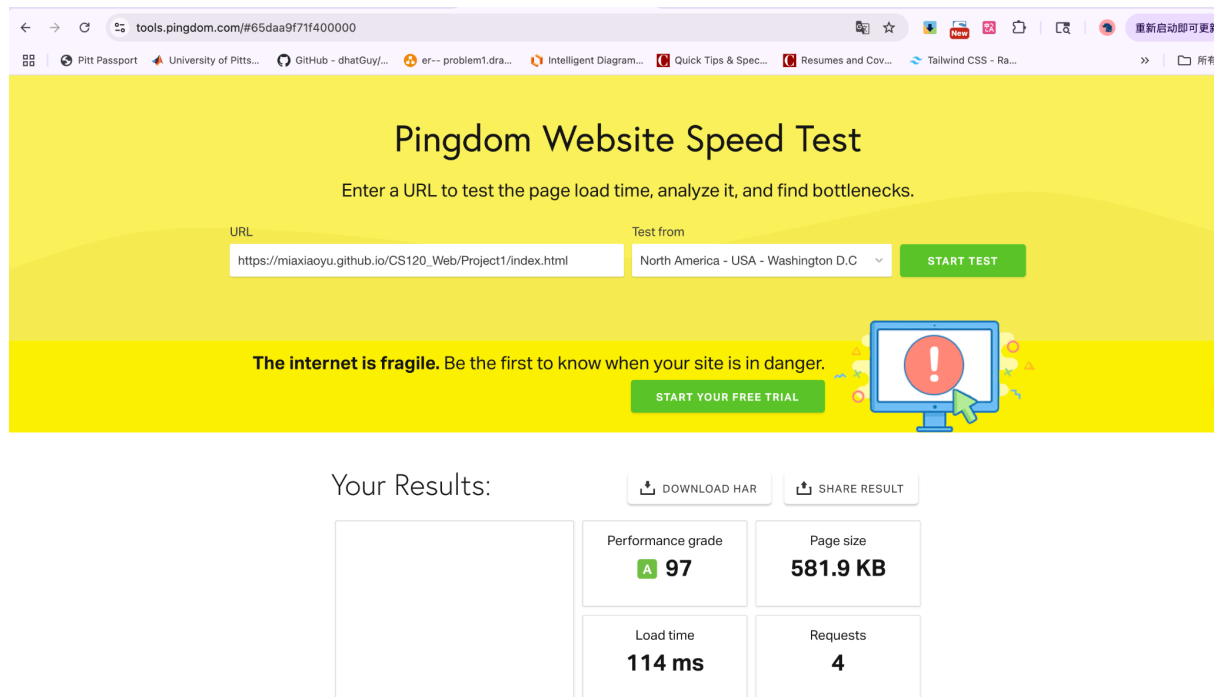 tools.pingdom.com/#65daa9f71f400000
New
重新启动即可更新
Pitt Passport
University of Pitts...
GitHub - dhatGuy/...
er-- problem1.dra...
Intelligent Diagram...
Quick Tips & Spec...
Resumes and Cov...
Tailwind CSS - Ra...
»
所有
Pingdom Website Speed Test
Enter a URL to test the page load time, analyze it, and find bottlenecks.
URL
Test from
https://miaxiaoyu.github.io/CS120_Web/Project1/index.html
North America - USA - Washington D.C
START TEST
The internet is fragile. Be the first to know when your site is in danger.
START YOUR FREE TRIAL
Your Results:
DOWNLOAD HAR
SHARE RESULT
Performance grade
A 97
Page size
581.9 KB
Load time
114 ms
Requests
4